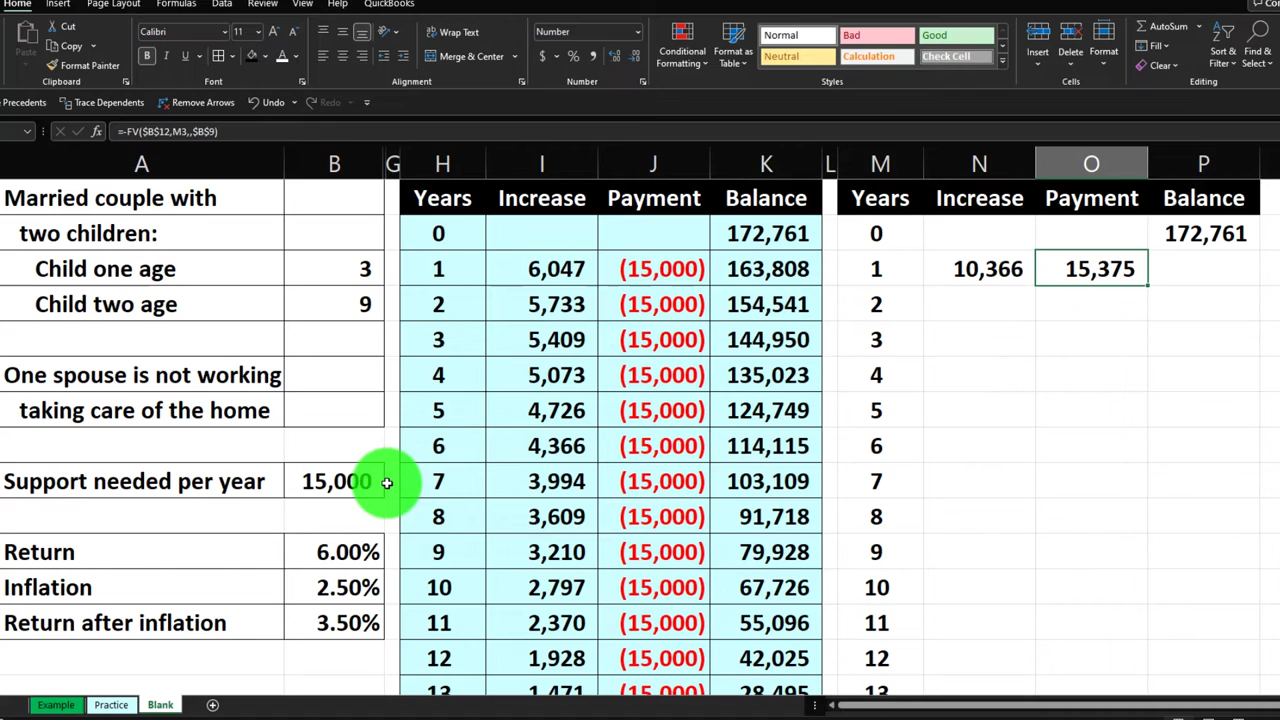 Home Insert Page Layout Formulas Data Review View Help QuickBooks
Cut Calibri 11 Wrap Text Number Normal Bad Good AutoSum
Paste Copy Merge & Center Conditional Formatting Format as Table Neutral Calculation Check Cell Insert Delete Format Fill Sort & Filter Find & Select
Format Painter Clear
Clipboard Font Alignment Number Styles Cells Editing
Precedents Trace Dependents Remove Arrows Undo Redo
fx =-FV($B$12,M3,,$B$9)
A B G H I J K L M N O P
Married couple with Years Increase Payment Balance Years Increase Payment Balance
two children: 0 172,761 0 172,761
Child one age 3 1 6,047 (15,000) 163,808 1 10,366 15,375
Child two age 9 2 5,733 (15,000) 154,541 2
3 5,409 (15,000) 144,950 3
One spouse is not working 4 5,073 (15,000) 135,023 4
taking care of the home 5 4,726 (15,000) 124,749 5
6 4,366 (15,000) 114,115 6
Support needed per year 15,000 7 3,994 (15,000) 103,109 7
8 3,609 (15,000) 91,718 8
Return 6.00% 9 3,210 (15,000) 79,928 9
Inflation 2.50% 10 2,797 (15,000) 67,726 10
Return after inflation 3.50% 11 2,370 (15,000) 55,096 11
12 1,928 (15,000) 42,025 12
13 1,471 (15,000) 28,495 13
Example Practice Blank